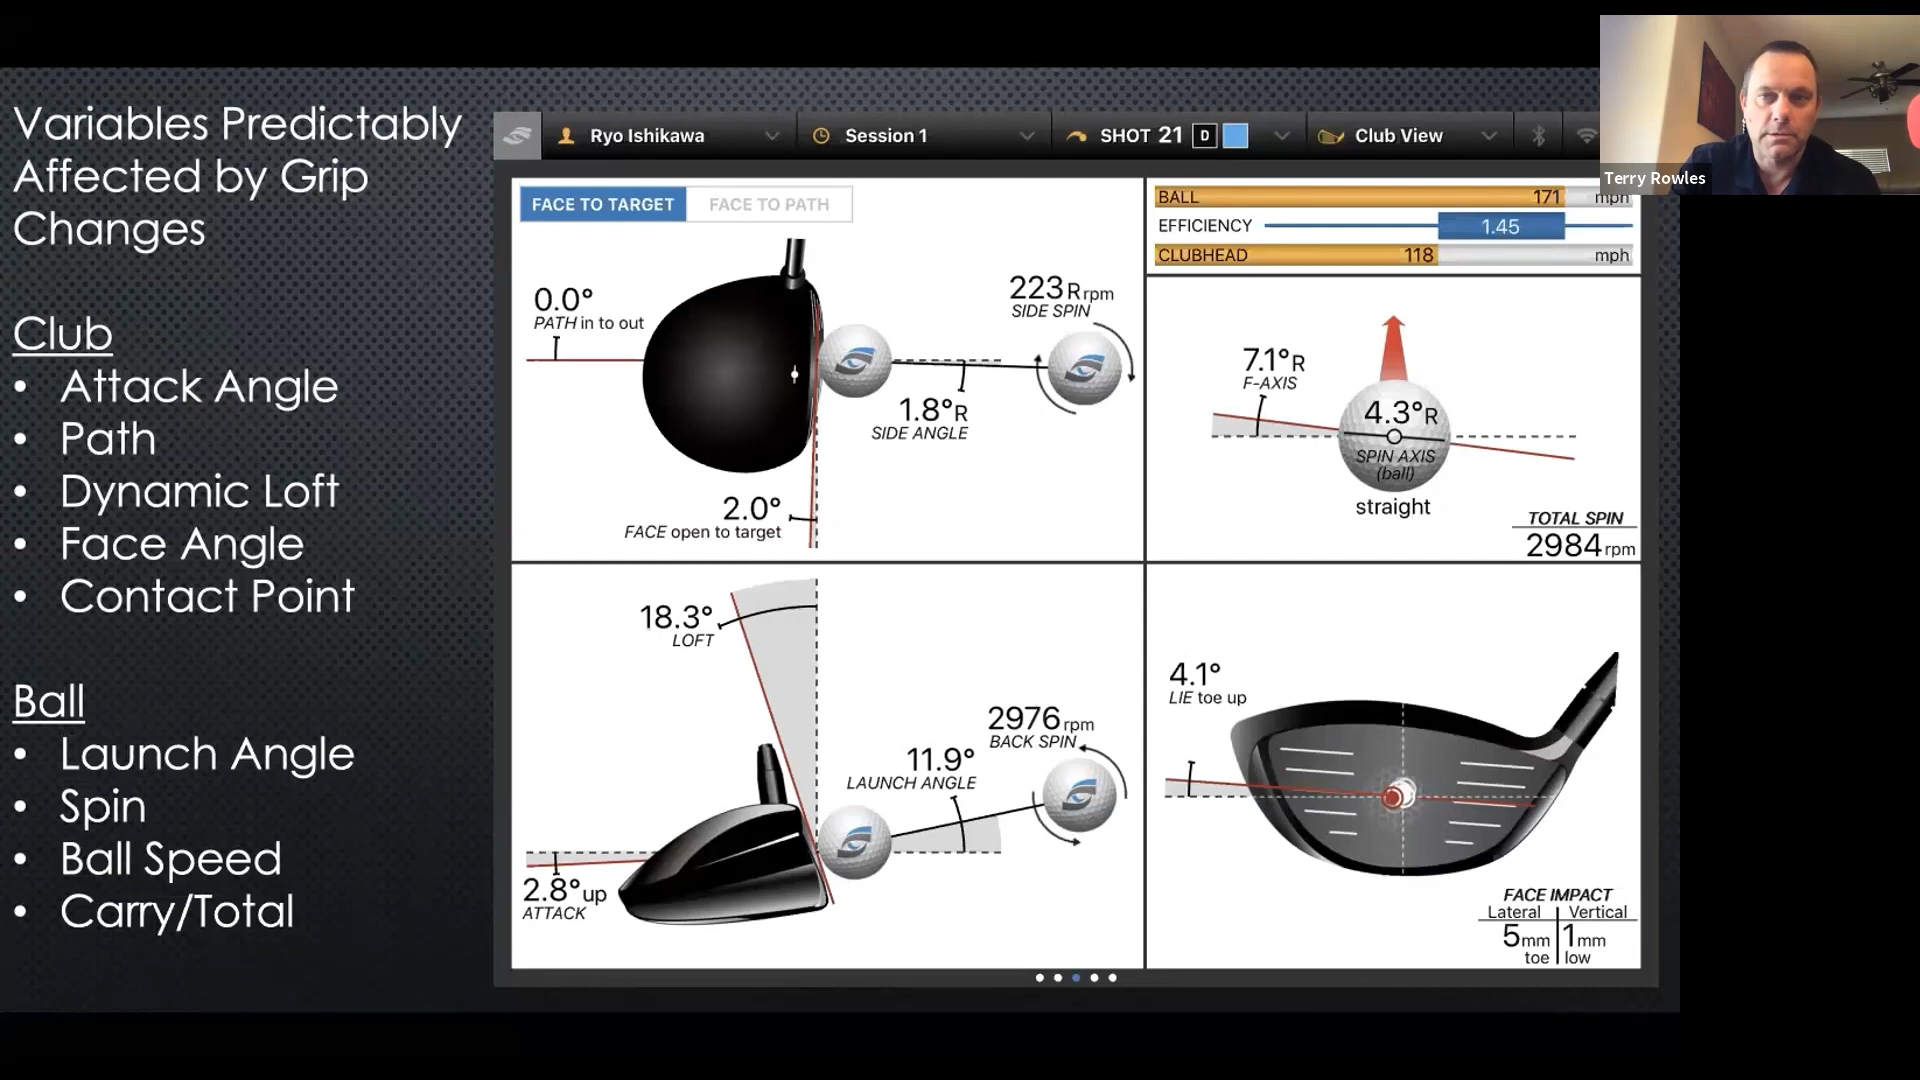 Variables Predictably
Affected by Grip
Changes
Club
• Attack Angle
• Path
• Dynamic Loft
• Face Angle
• Contact Point
Ball
• Launch Angle
• Spin
• Ball Speed
• Carry/Total
Ryo Ishikawa
Session 1
SHOT 21 D
Club View
FACE TO TARGET
FACE TO PATH
0.0°
PATH in to out
223 R rpm
SIDE SPIN
1.8° R
SIDE ANGLE
2.0°
FACE open to target
BALL 171 mph
EFFICIENCY 1.45
CLUBHEAD 118 mph
7.1° R
F-AXIS
4.3° R
SPIN AXIS
(ball)
straight
TOTAL SPIN
2984 rpm
18.3°
LOFT
2976 rpm
BACK SPIN
11.9°
LAUNCH ANGLE
2.8° up
ATTACK
4.1°
LIE toe up
FACE IMPACT
Lateral Vertical
5mm 1mm
toe low
Terry Rowles